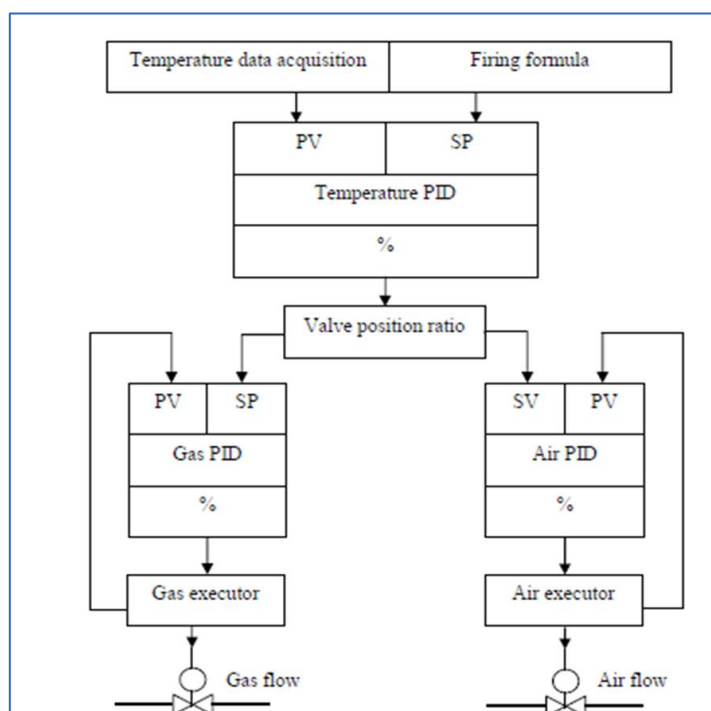 Temperature data acquisition
Firing formula
PV
SP
Temperature PID
%
Valve position ratio
PV
SP
SV
PV
Gas PID
Air PID
%
%
Gas executor
Air executor
Gas flow
Air flow